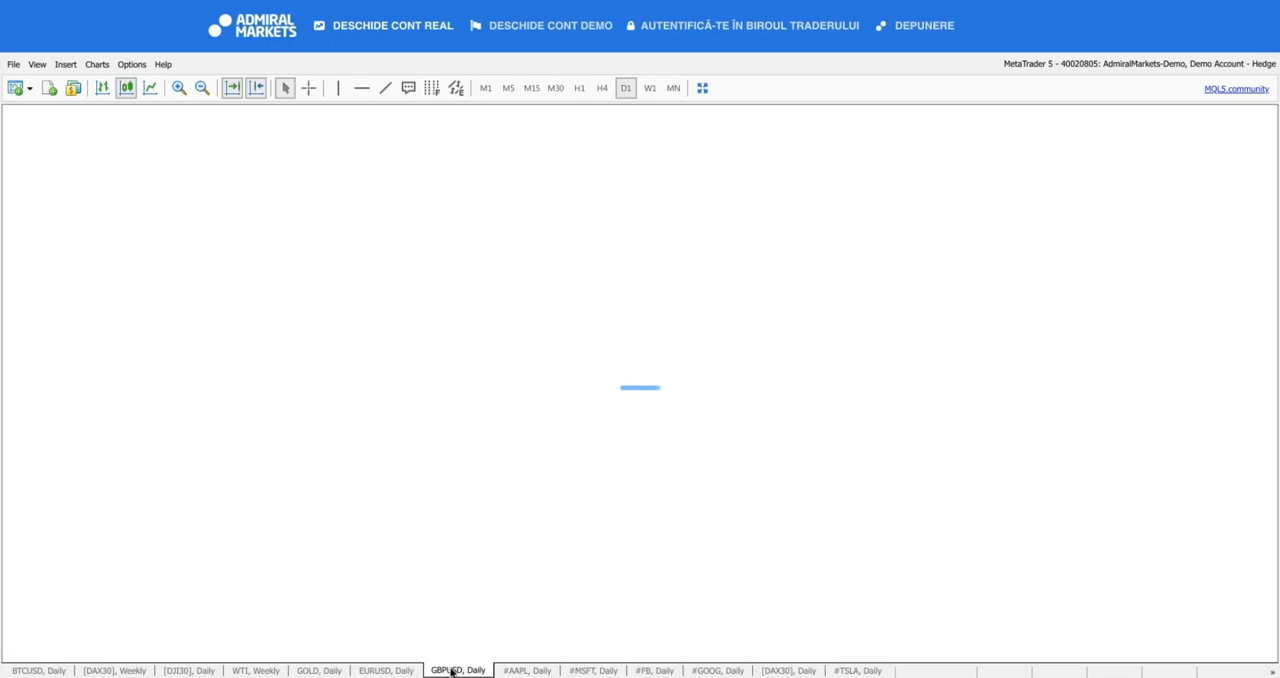 ADMIRAL MARKETS
DESCHIDE CONT REAL DESCHIDE CONT DEMO AUTENTIFICĂ-TE ÎN BIROUL TRADERULUI DEPUNERE
File View Insert Charts Options Help MetaTrader 5 - 40020805: AdmiralMarkets-Demo, Demo Account - Hedge
M1 M5 M15 M30 H1 H4 D1 W1 MN MQL5.community
BTCUSD, Daily [DAX30], Weekly [DJI30], Daily WTI, Weekly GOLD, Daily EURUSD, Daily GBPUSD, Daily #AAPL, Daily #MSFT, Daily #FB, Daily #GOOG, Daily [DAX30], Daily #TSLA, Daily »